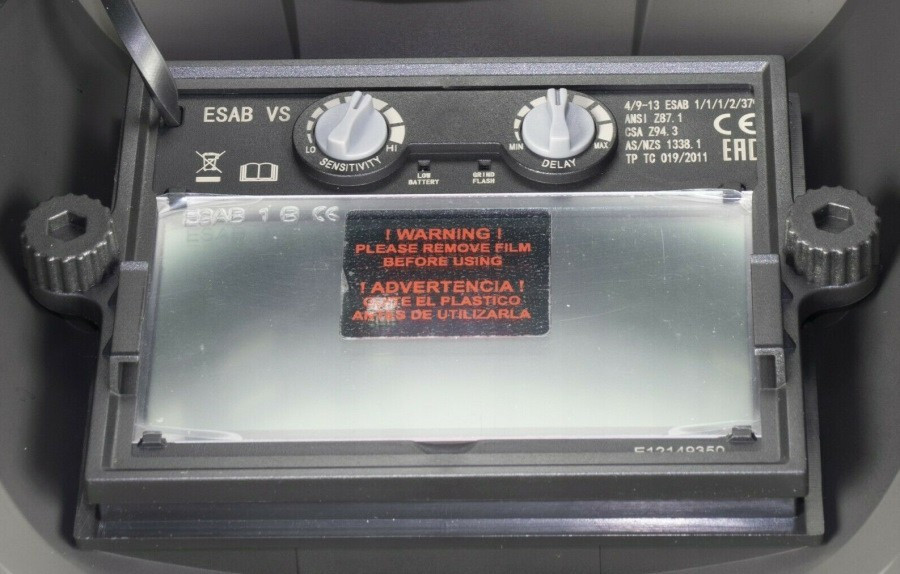 ESAB VS
LO SENSITIVITY HI
MIN DELAY MAX
LOW
BATTERY
GRIND
FLASH
4/9-13 ESAB 1/1/1/2/37
ANSI Z87.1
CSA Z94.3
AS/NZS 1338.1
TP TC 019/2011
CE
EAC
ESAB 1 B CE
! WARNING !
PLEASE REMOVE FILM
BEFORE USING
! ADVERTENCIA !
QUITE EL PLASTICO
ANTES DE UTILIZARLA
E12149350